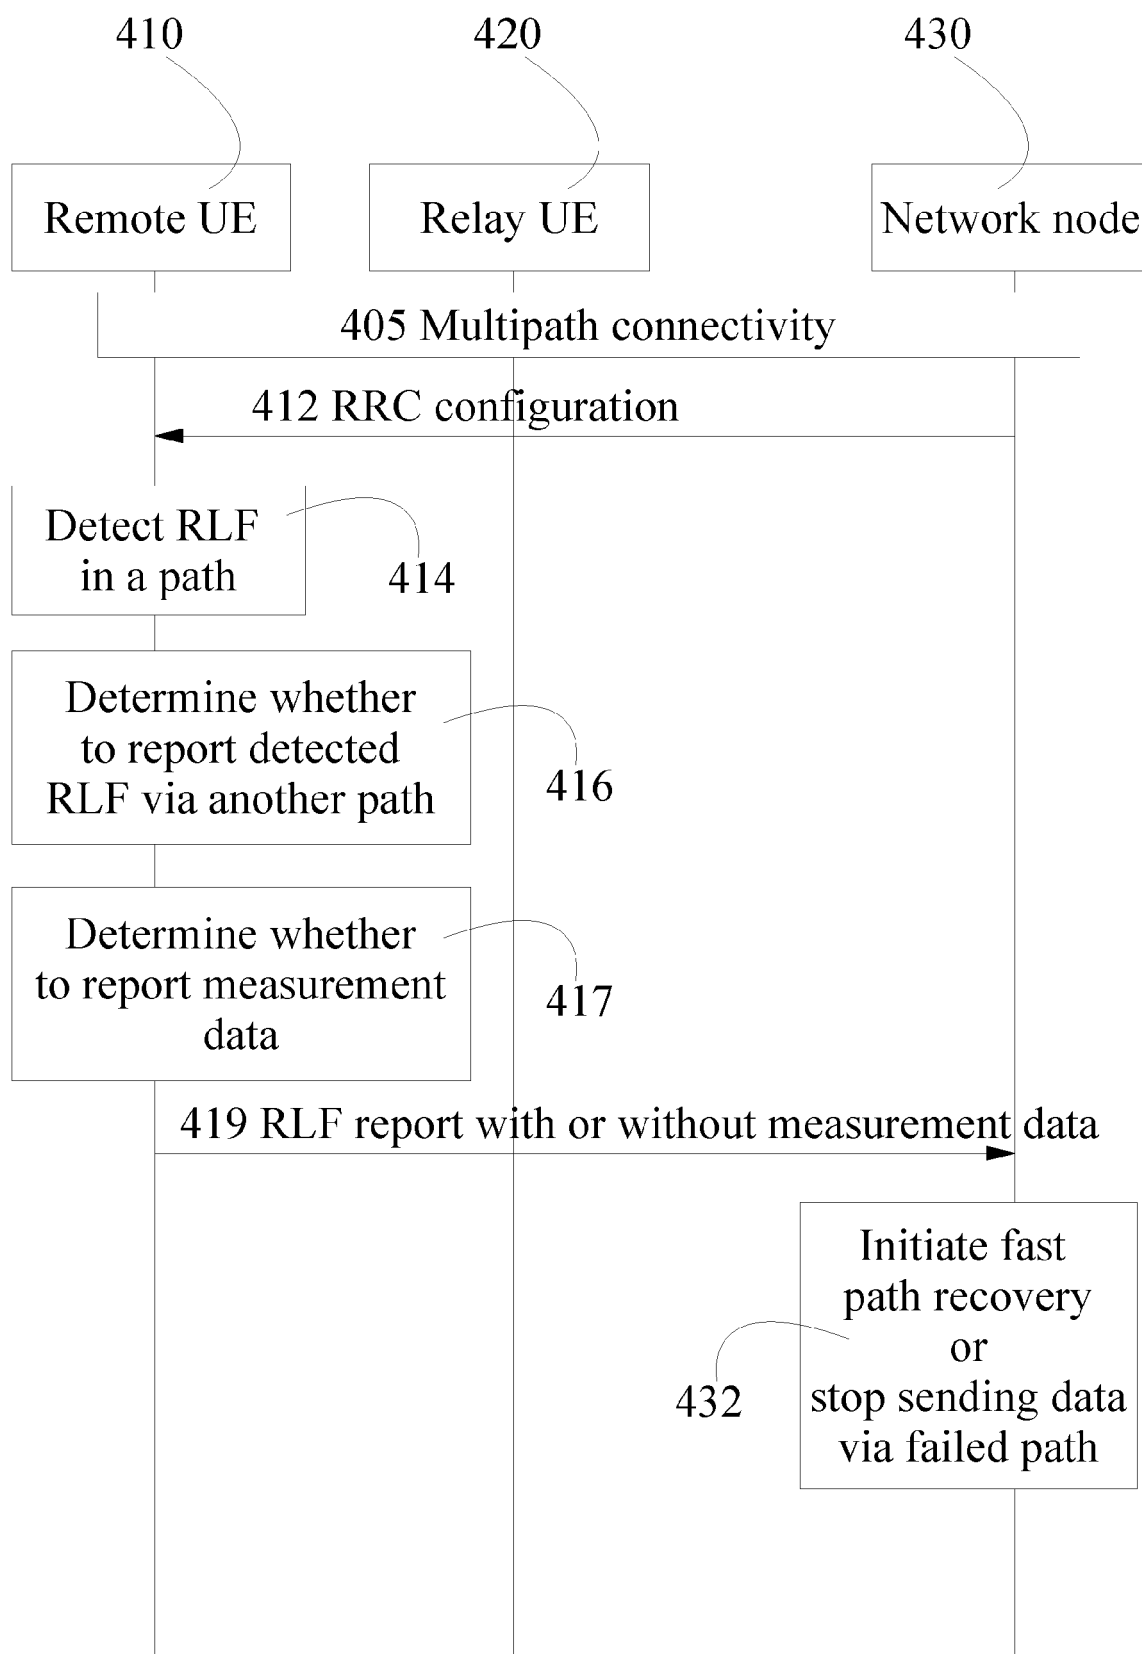 410
420
430
Remote UE
Relay UE
Network node
405 Multipath connectivity
412 RRC configuration
Detect RLF
in a path
414
Determine whether
to report detected
RLF via another path
416
Determine whether
to report measurement
data
417
419 RLF report with or without measurement data
Initiate fast
path recovery
or
stop sending data
via failed path
432